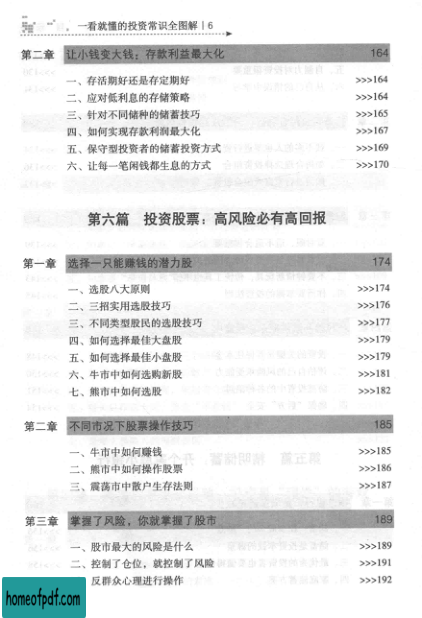 一看就懂的投资常识全图解 | 6
第二章 让小钱变大钱：存款利益最大化 164
一、存活期好还是存定期好 >>>164
二、应对低利息的存储策略 >>>164
三、针对不同储种的储蓄技巧 >>>165
四、如何实现存款利润最大化 >>>167
五、保守型投资者的储蓄投资方式 >>>169
六、让每一笔闲钱都生息的方式 >>>170
第六篇 投资股票：高风险必有高回报
第一章 选择一只能赚钱的潜力股 174
一、选股八大原则 >>>174
二、三招实用选股技巧 >>>176
三、不同类型股民的选股技巧 >>>177
四、如何选择最佳大盘股 >>>179
五、如何选择最佳小盘股 >>>179
六、牛市中如何选购新股 >>>181
七、熊市中如何选股 >>>182
第二章 不同市况下股票操作技巧 185
一、牛市中如何赚钱 >>>185
二、熊市中如何操作股票 >>>186
三、震荡市中散户生存法则 >>>187
第三章 掌握了风险，你就掌握了股市 189
一、股市最大的风险是什么 >>>189
二、控制了仓位，就控制了风险 >>>191
反群众心理进行操作 >>>192
homeofpdf.com